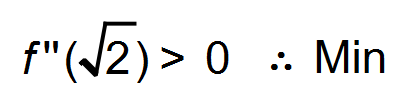 f"(√2) > 0 ∴ Min